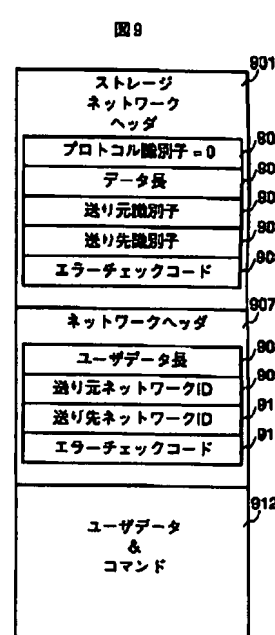 図9
901
ストレージ
ネットワーク
ヘッダ
プロトコル識別子=0
データ長
送り元識別子
送り先識別子
エラーチェックコード
907
ネットワークヘッダ
ユーザデータ長
送り元ネットワークID
送り先ネットワークID
エラーチェックコード
912
ユーザデータ
&
コマンド